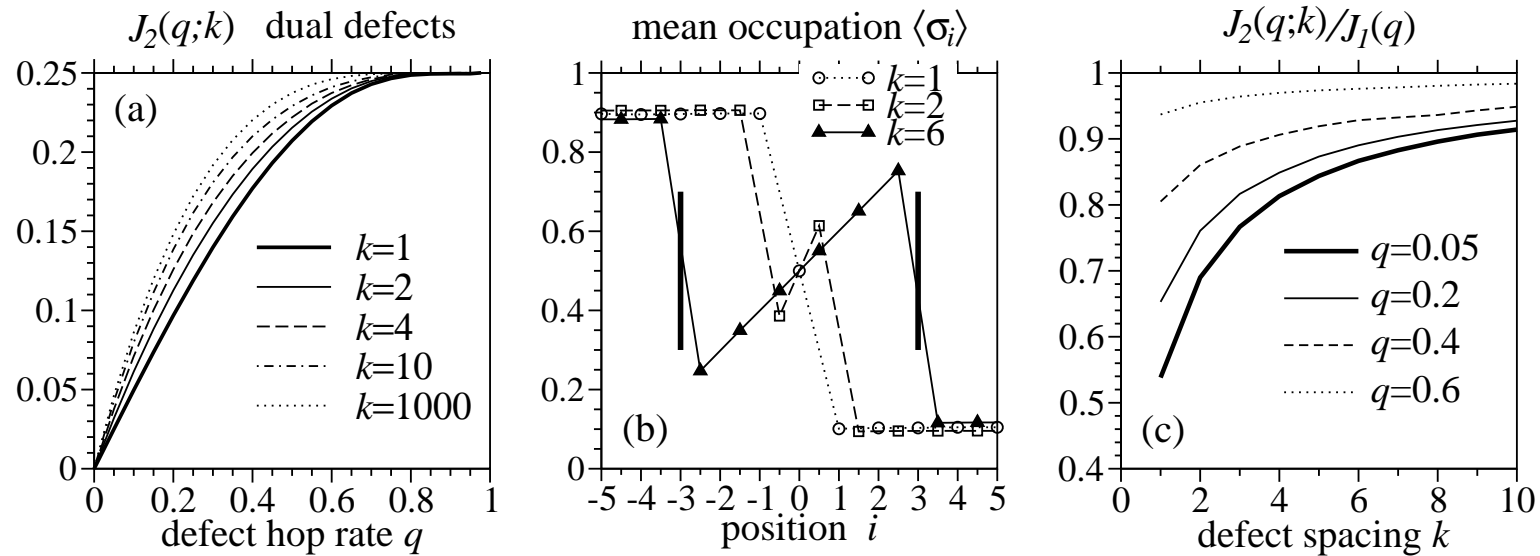 J₂(q;k) dual defects
0.25
0.2
0.15
0.1
0.05
0
(a)
k=1
k=2
k=4
k=10
k=1000
0 0.2 0.4 0.6 0.8 1
defect hop rate q
mean occupation ⟨σᵢ⟩
1
0.8
0.6
0.4
0.2
0
k=1
k=2
k=6
(b)
-5 -4 -3 -2 -1 0 1 2 3 4 5
position i
J₂(q;k)/J₁(q)
1
0.9
0.8
0.7
0.6
0.5
0.4
q=0.05
q=0.2
q=0.4
q=0.6
(c)
0 2 4 6 8 10
defect spacing k